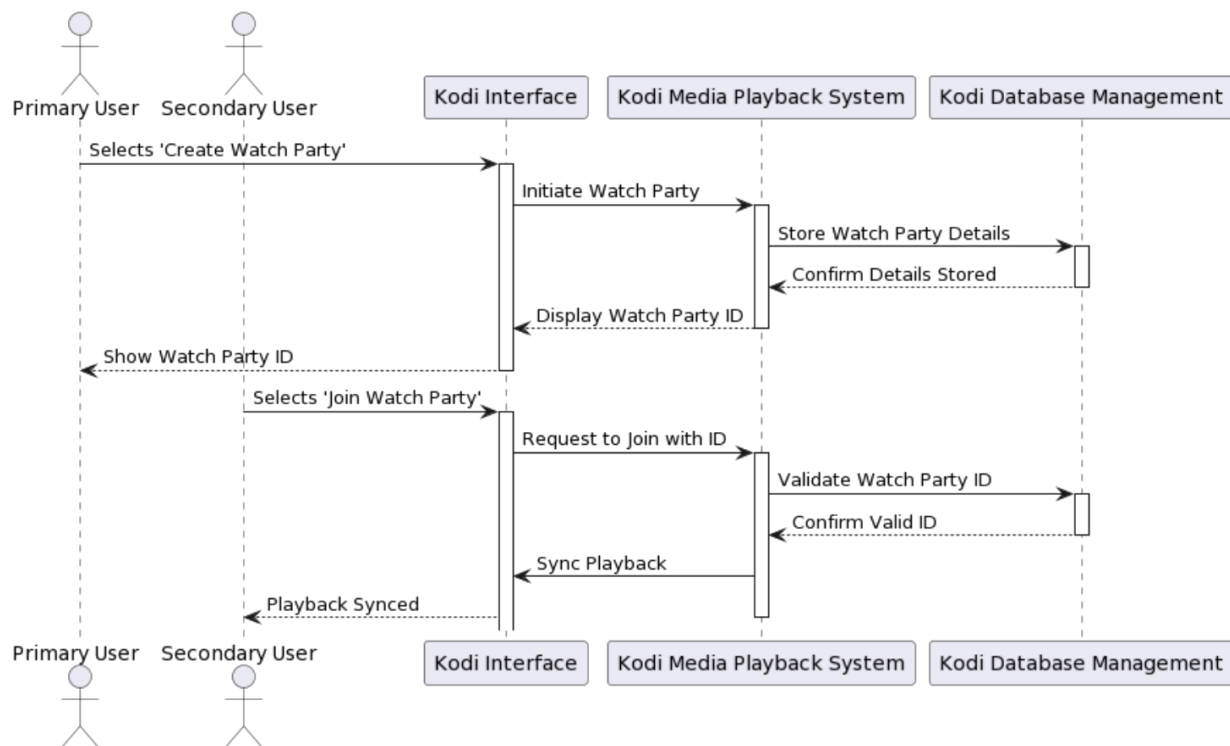 Primary User
Secondary User
Kodi Interface
Kodi Media Playback System
Kodi Database Management
Selects 'Create Watch Party'
Initiate Watch Party
Store Watch Party Details
Confirm Details Stored
Display Watch Party ID
Show Watch Party ID
Selects 'Join Watch Party'
Request to Join with ID
Validate Watch Party ID
Confirm Valid ID
Sync Playback
Playback Synced
Primary User
Secondary User
Kodi Interface
Kodi Media Playback System
Kodi Database Management